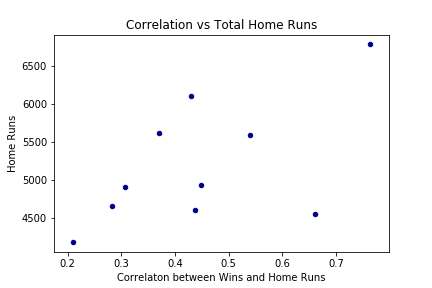 Correlation vs Total Home Runs
6500
6000
5500
5000
4500
Home Runs
0.2 0.3 0.4 0.5 0.6 0.7
Correlaton between Wins and Home Runs